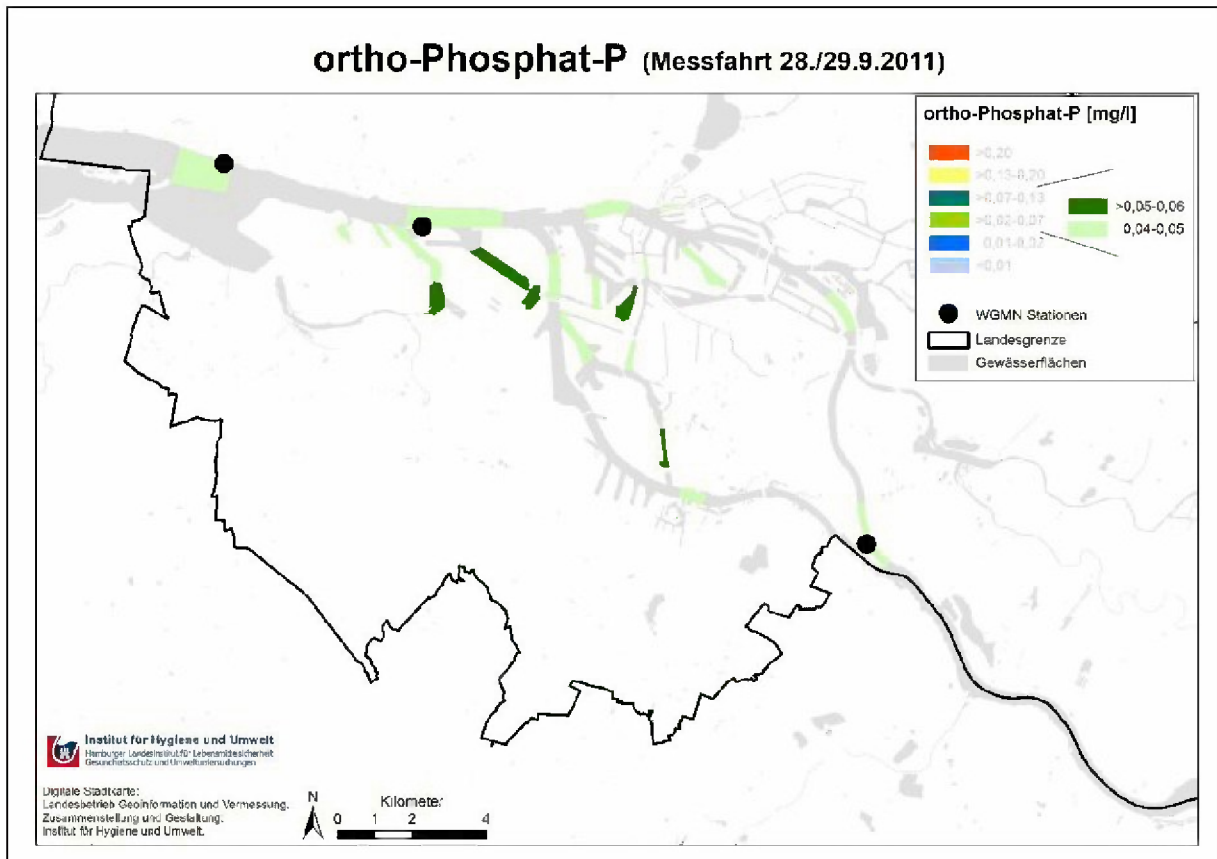 ortho-Phosphat-P (Messfahrt 28./29.9.2011)
ortho-Phosphat-P [mg/l]
>0,20
>0,13-0,20
>0,07-0,13
>0,02-0,07
0,01-0,02
<0,01
>0,05-0,06
0,04-0,05
WGMN Stationen
Landesgrenze
Gewässerflächen
Institut für Hygiene und Umwelt
Hamburger Landesinstitut für Lebensmittelsicherheit
Gesundheitsschutz und Umweltuntersuchungen
Digitale Stadtkarte:
Landesbetrieb Geoinformation und Vermessung.
Zusammenstellung und Gestaltung.
Institut für Hygiene und Umwelt.
N
Kilometer
0 1 2 4